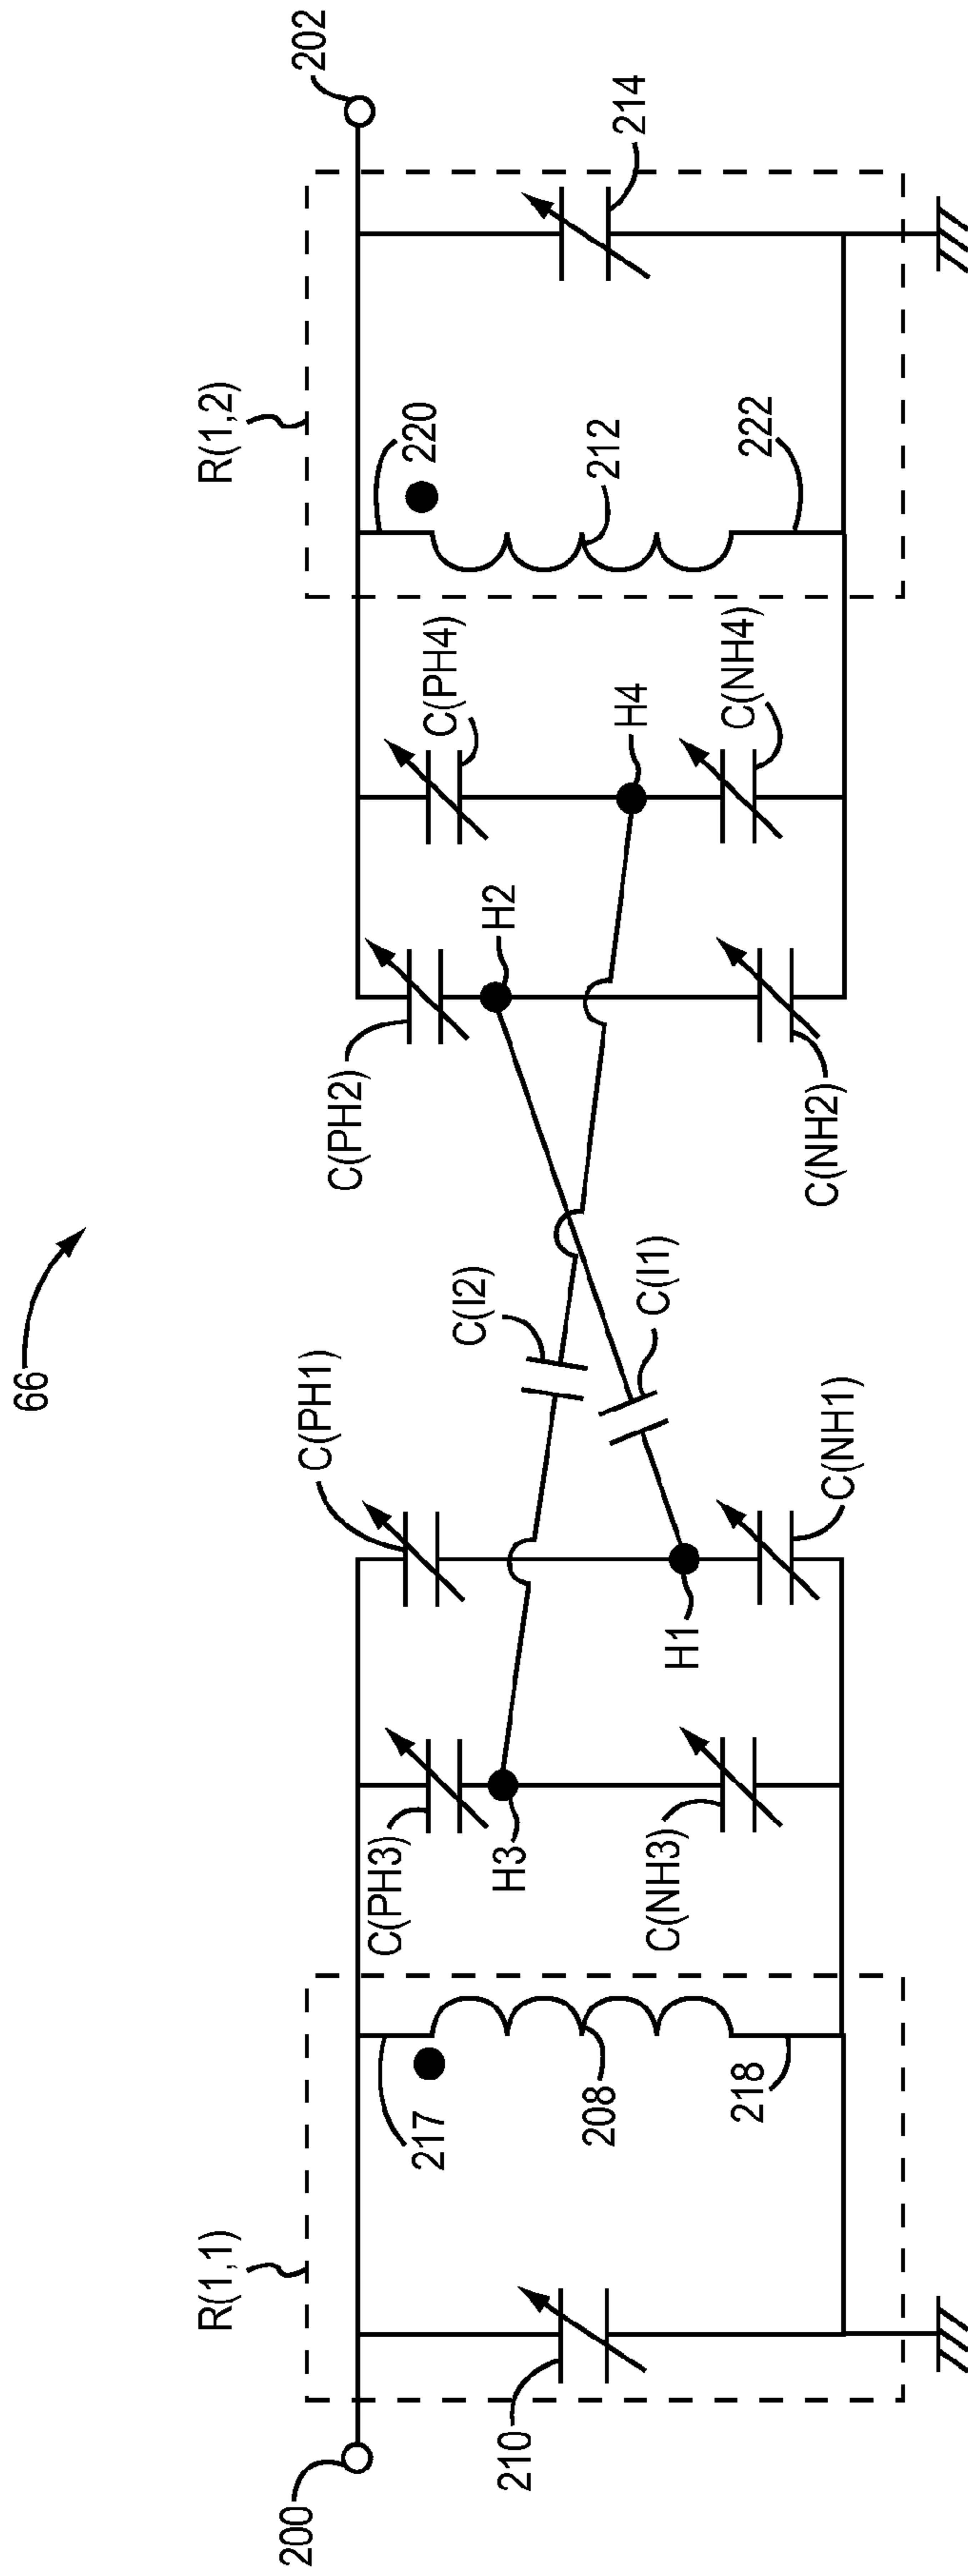 66
R(1,1)
R(1,2)
200
202
C(PH1)
C(PH2)
C(PH3)
C(PH4)
217
220
H3
H2
C(I2)
210
208
212
214
H4
C(I1)
H1
218
222
C(NH3)
C(NH4)
C(NH1)
C(NH2)